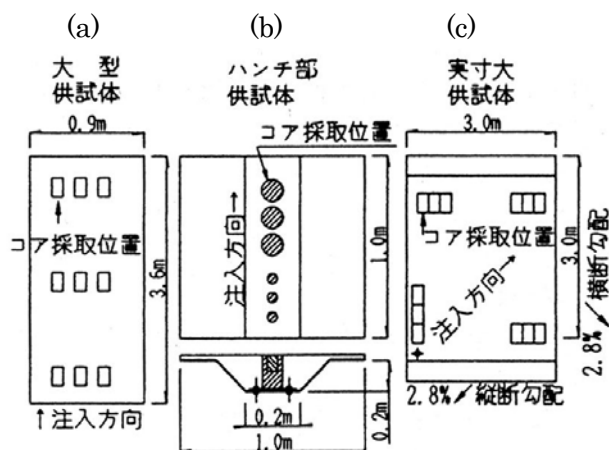 (a)
大 型
供試体
0.9m
コア採取位置
3.6m
↑注入方向
(b)
ハンチ部
供試体
コア採取位置
注入方向→
1.0m
0.2m
1.0m
0.2m
(c)
実寸大
供試体
3.0m
コア採取位置
注入方向→
3.0m
2.8%↙横断勾配
2.8%↙縦断勾配